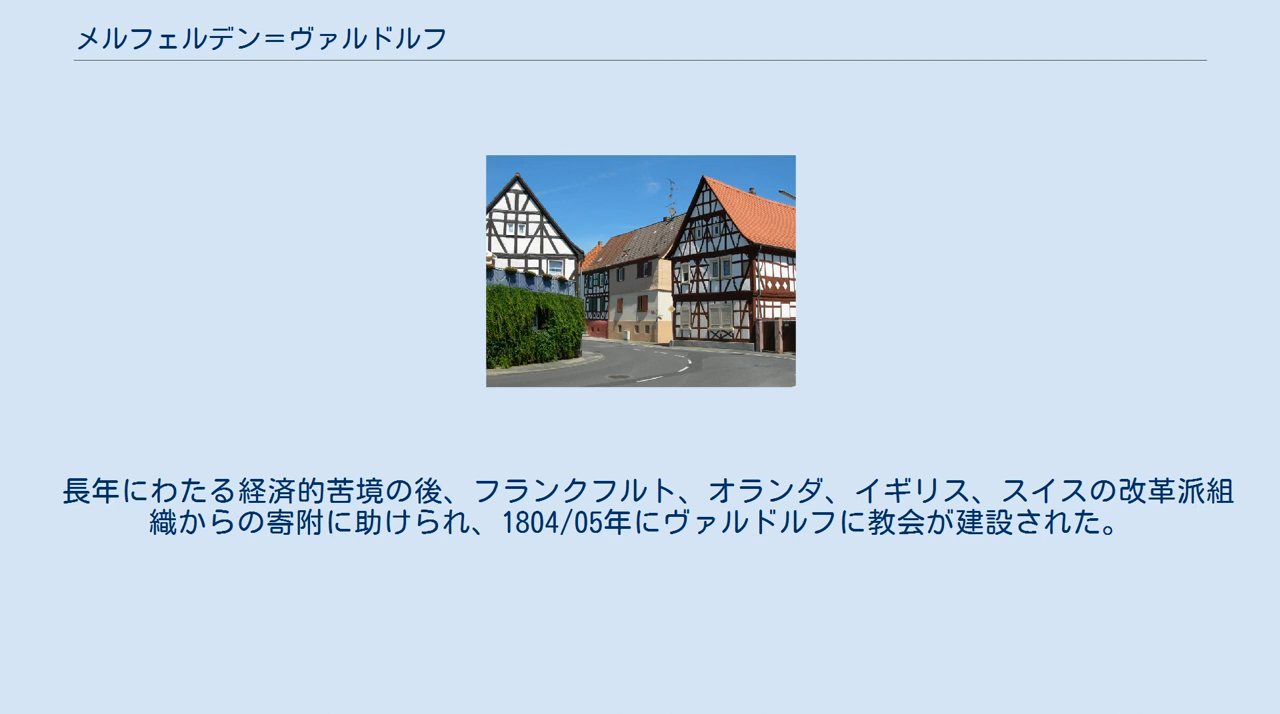 メルフェルデン＝ヴァルドルフ
長年にわたる経済的苦境の後、フランクフルト、オランダ、イギリス、スイスの改革派組
織からの寄附に助けられ、1804/05年にヴァルドルフに教会が建設された。